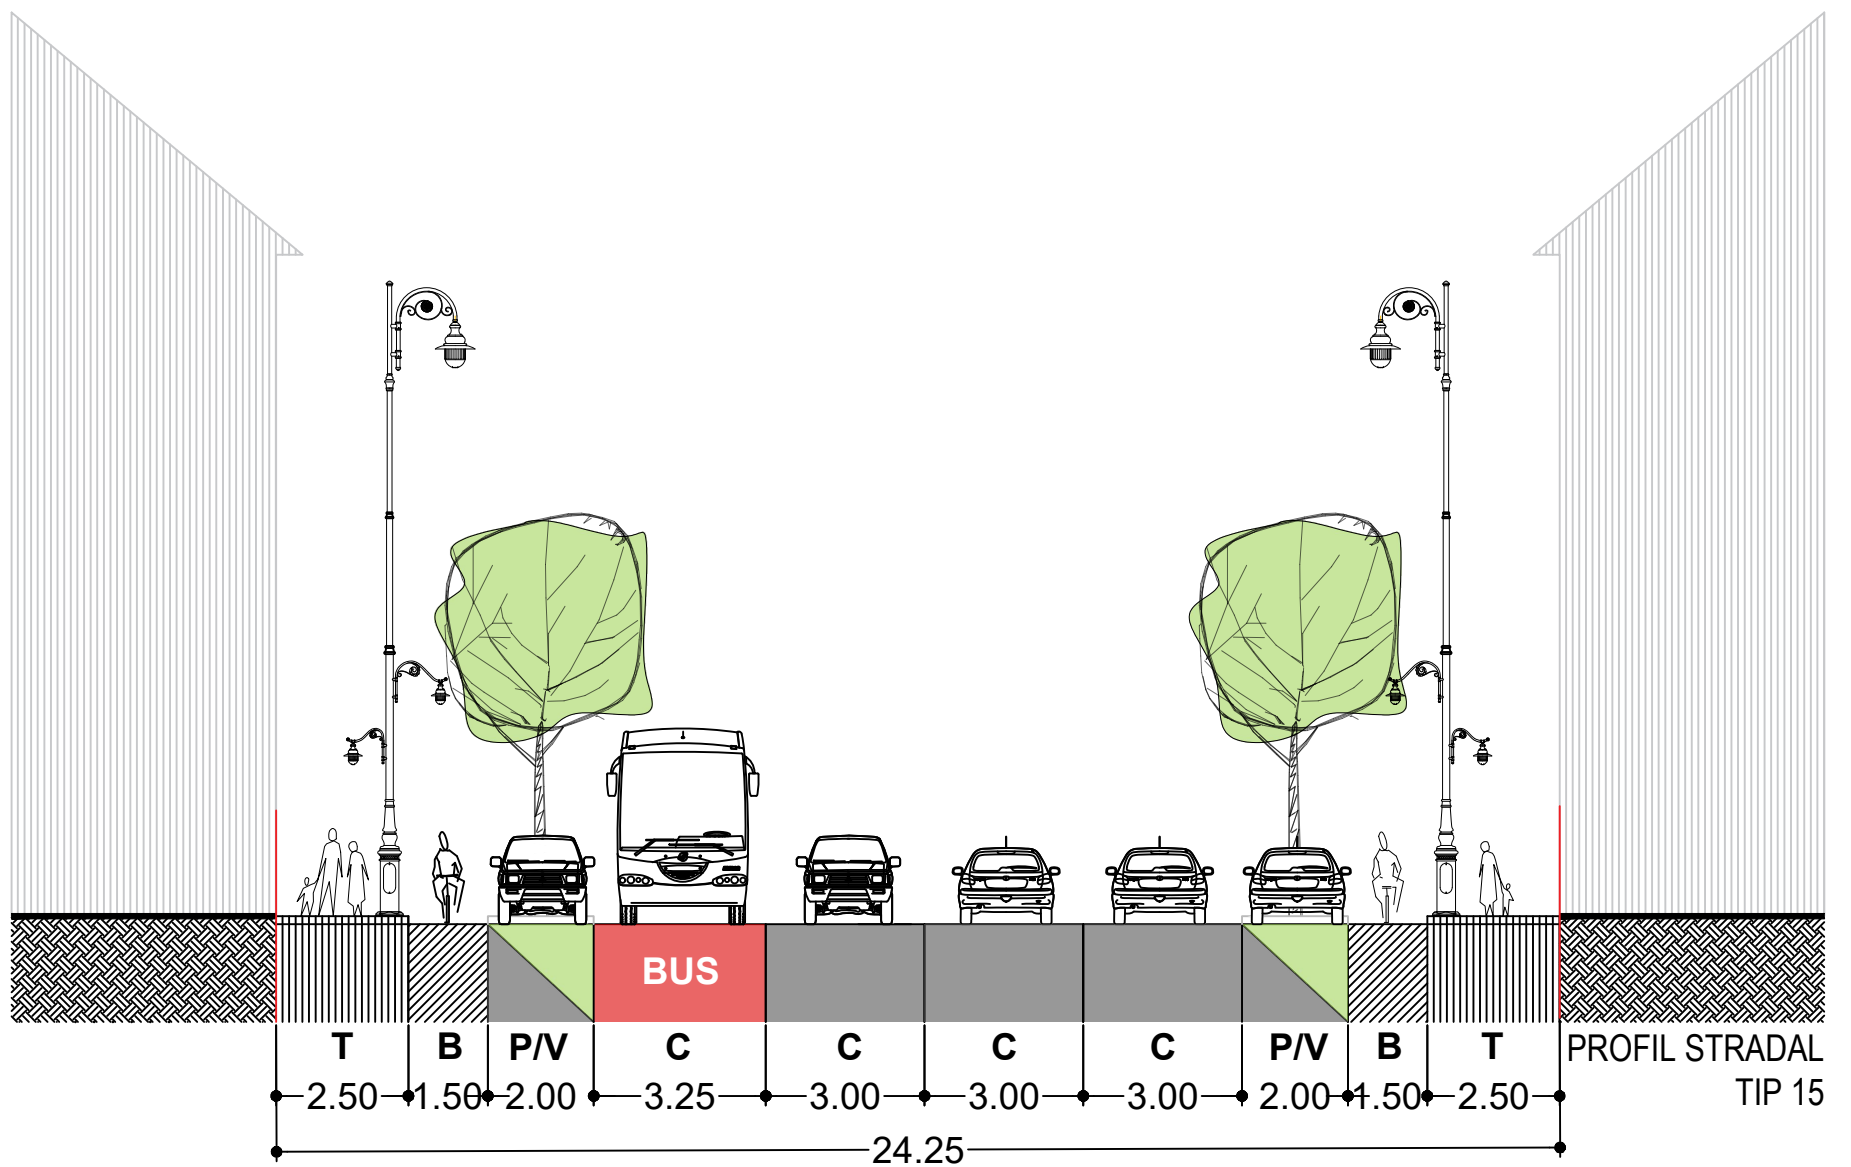 BUS
T B P/V C C C C P/V B T
2.50 1.50 2.00 3.25 3.00 3.00 3.00 2.00 1.50 2.50
24.25
PROFIL STRADAL
TIP 15